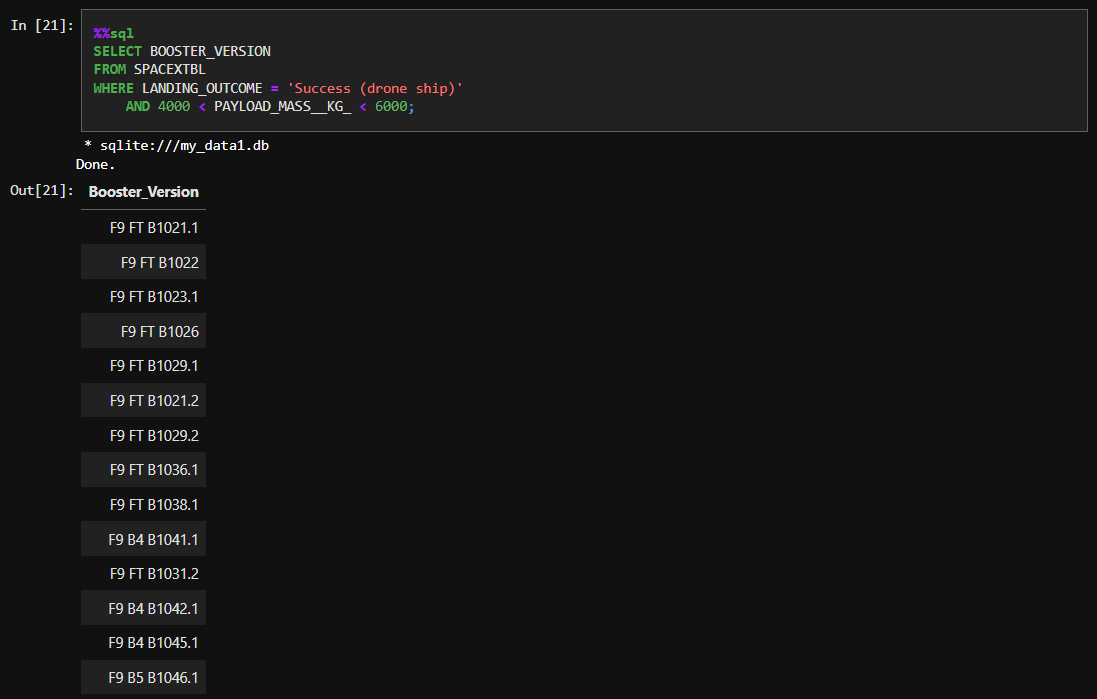 In [21]:
%%sql
SELECT BOOSTER_VERSION
FROM SPACEXTBL
WHERE LANDING_OUTCOME = 'Success (drone ship)'
    AND 4000 < PAYLOAD_MASS__KG_ < 6000;
* sqlite:///my_data1.db
Done.
Out[21]:
Booster_Version
F9 FT B1021.1
F9 FT B1022
F9 FT B1023.1
F9 FT B1026
F9 FT B1029.1
F9 FT B1021.2
F9 FT B1029.2
F9 FT B1036.1
F9 FT B1038.1
F9 B4 B1041.1
F9 FT B1031.2
F9 B4 B1042.1
F9 B4 B1045.1
F9 B5 B1046.1